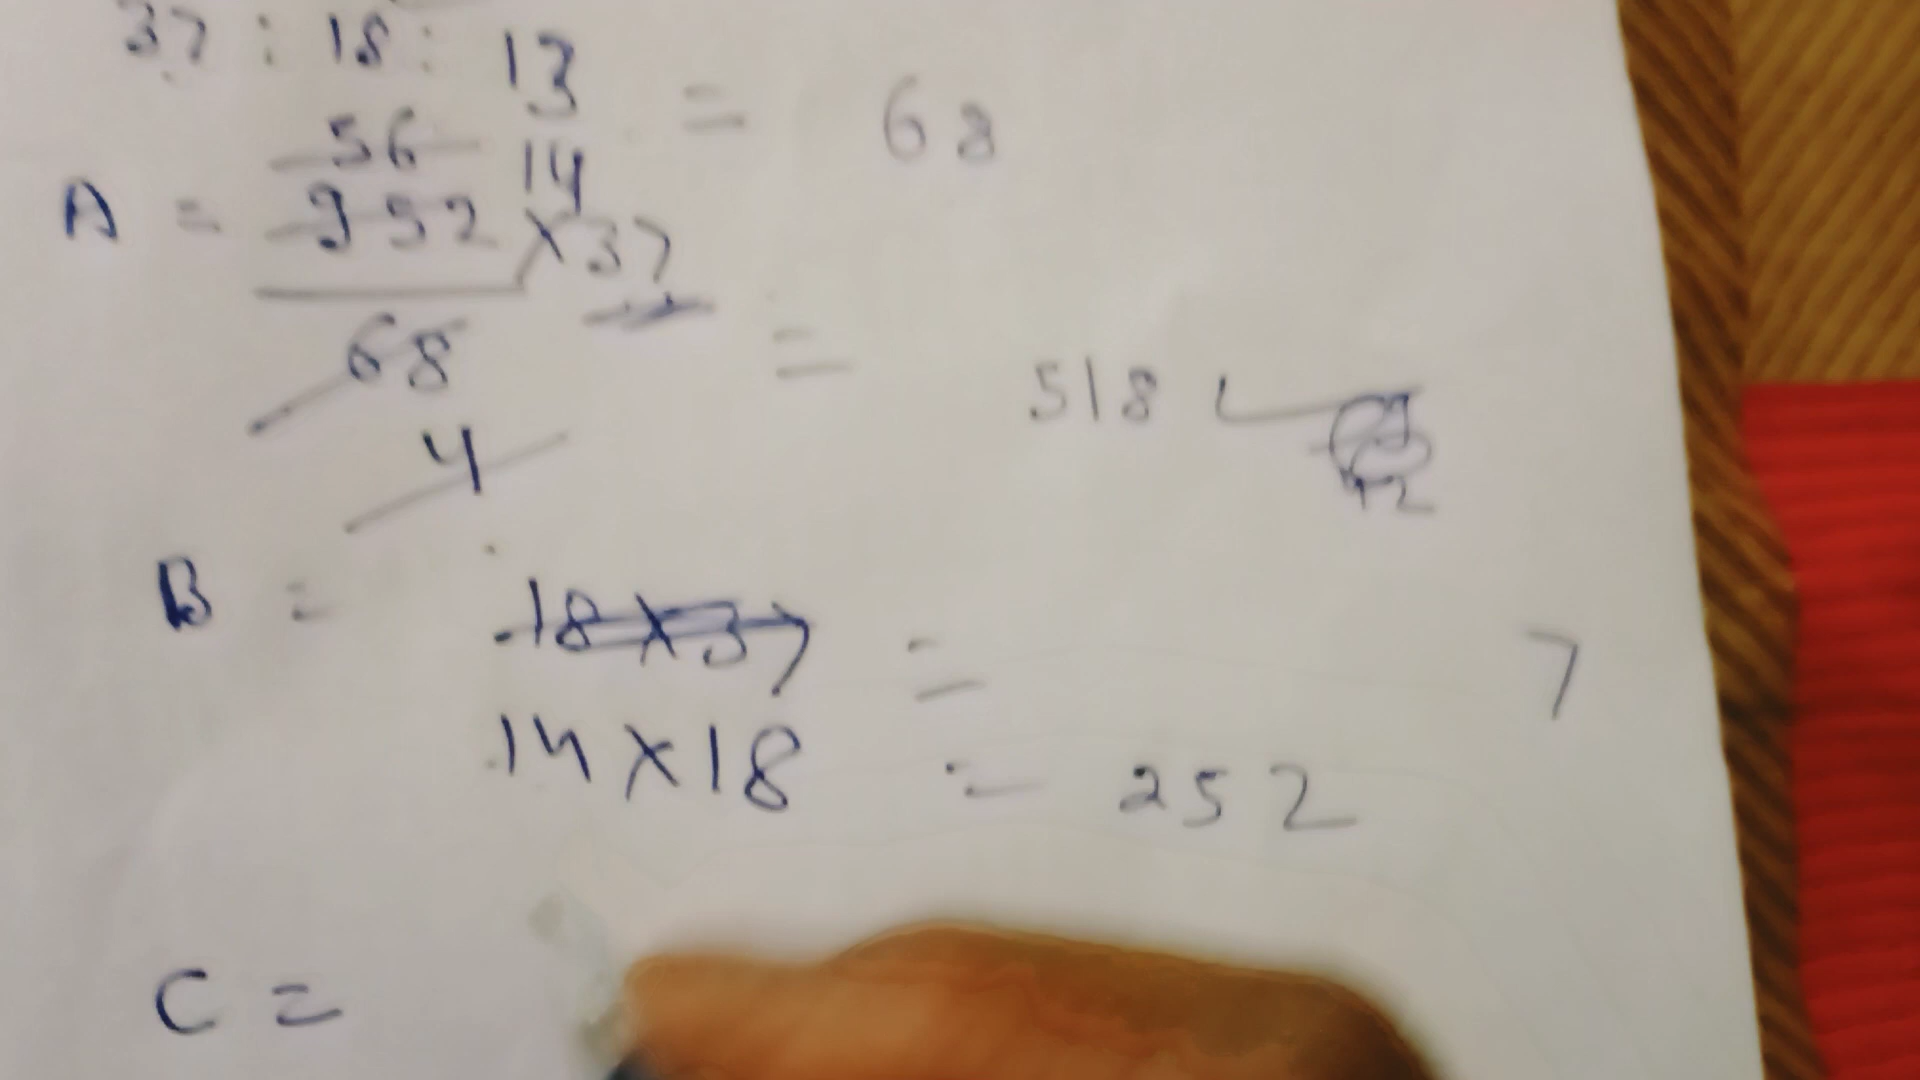 37 : 18 : 13 = 68
56 14
A = 952 × 37
68 = 518
4
B = 18×37 = 7
14×18 = 252
C =